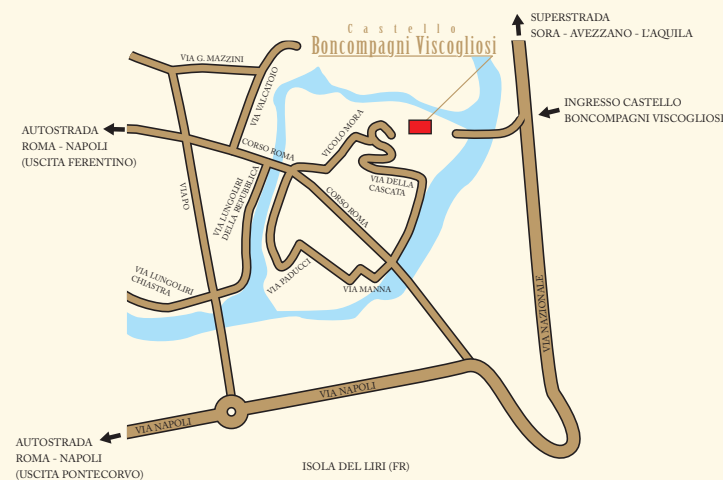 SUPERSTRADA
SORA - AVEZZANO - L'AQUILA
Castello
Boncompagni Viscogliosi
VIA G. MAZZINI
VIA VALCATOIO
INGRESSO CASTELLO
BONCOMPAGNI VISCOGLIOSI
AUTOSTRADA
ROMA - NAPOLI
(USCITA FERENTINO)
VICOLO MORA
CORSO ROMA
VIA DELLA
CASCATA
VIA PO
VIA LUNGOLIRI
DELLA REPUBBLICA
CORSO ROMA
VIA LUNGOLIRI
CHIASTRA
VIA PADUCCI
VIA MANNA
VIA NAZIONALE
VIA NAPOLI
VIA NAPOLI
AUTOSTRADA
ROMA - NAPOLI
(USCITA PONTECORVO)
ISOLA DEL LIRI (FR)